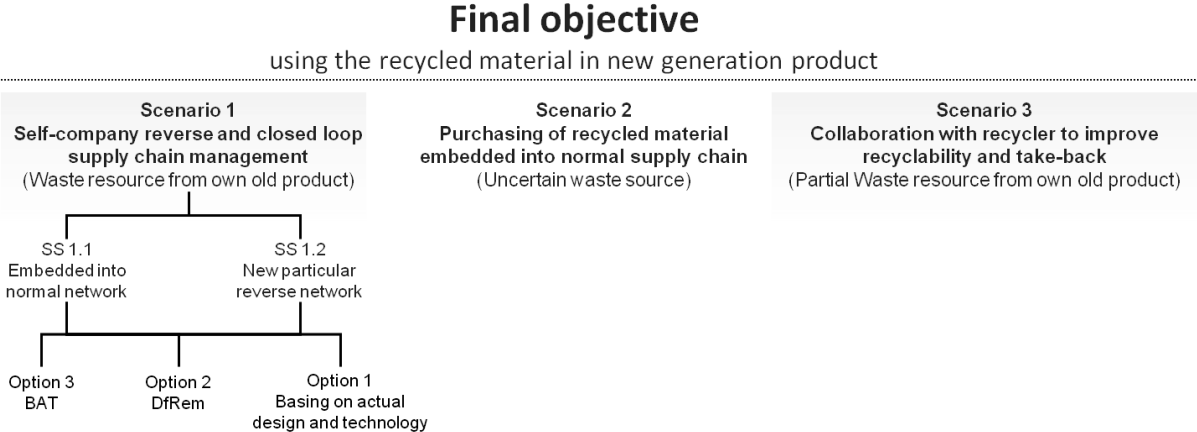 Final objective
using the recycled material in new generation product
Scenario 1
Self-company reverse and closed loop
supply chain management
(Waste resource from own old product)
Scenario 2
Purchasing of recycled material
embedded into normal supply chain
(Uncertain waste source)
Scenario 3
Collaboration with recycler to improve
recyclability and take-back
(Partial Waste resource from own old product)
SS 1.1
Embedded into
normal network
SS 1.2
New particular
reverse network
Option 3
BAT
Option 2
DfRem
Option 1
Basing on actual
design and technology